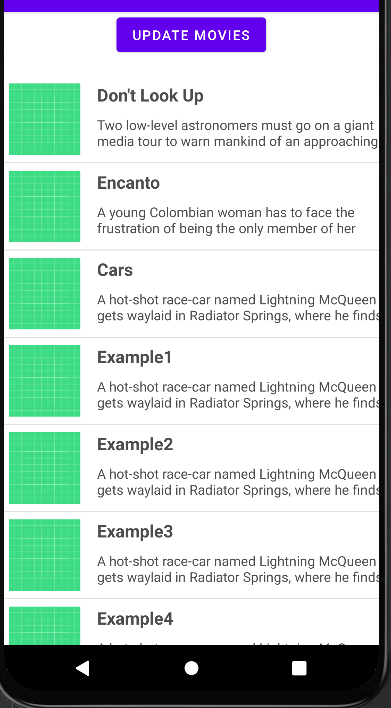 UPDATE MOVIES
Don't Look Up
Two low-level astronomers must go on a giant
media tour to warn mankind of an approaching
Encanto
A young Colombian woman has to face the
frustration of being the only member of her
Cars
A hot-shot race-car named Lightning McQueen
gets waylaid in Radiator Springs, where he finds
Example1
A hot-shot race-car named Lightning McQueen
gets waylaid in Radiator Springs, where he finds
Example2
A hot-shot race-car named Lightning McQueen
gets waylaid in Radiator Springs, where he finds
Example3
A hot-shot race-car named Lightning McQueen
gets waylaid in Radiator Springs, where he finds
Example4